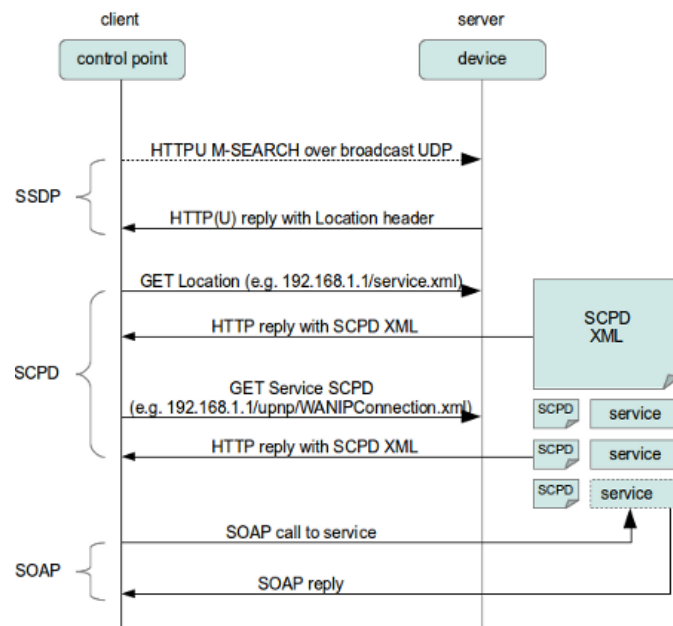 client
server
control point
device
HTTPU M-SEARCH over broadcast UDP
SSDP
HTTP(U) reply with Location header
GET Location (e.g. 192.168.1.1/service.xml)
SCPD
XML
HTTP reply with SCPD XML
SCPD
GET Service SCPD
(e.g. 192.168.1.1/upnp/WANIPConnection.xml)
SCPD
service
HTTP reply with SCPD XML
SCPD
service
SCPD
service
SOAP call to service
SOAP
SOAP reply